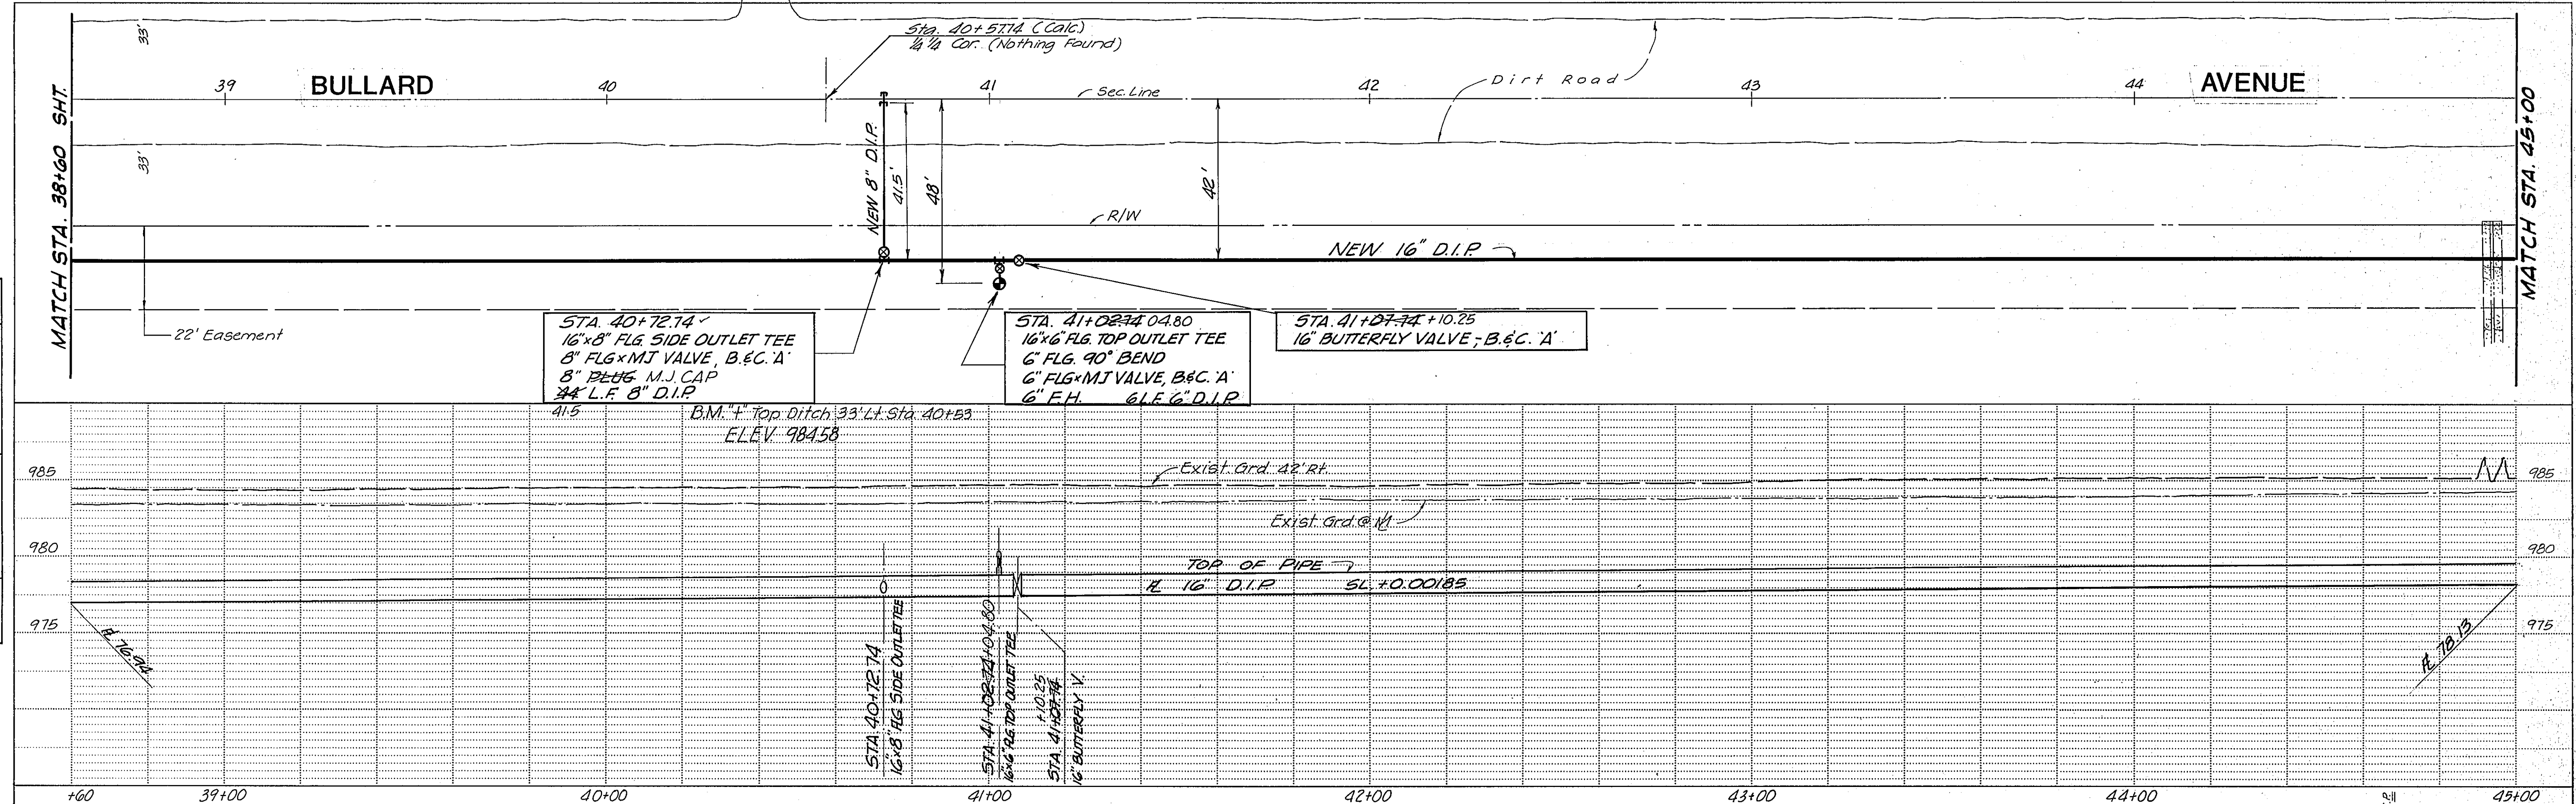 33'
Sta. 40+57.74 (Calc.)
1/4 1/4 Cor. (Nothing Found)
39
BULLARD
40
41
Sec. Line
42
Dirt Road
43
44
AVENUE
MATCH STA. 38+60 SHT.
33'
NEW 8" D.I.P.
41.5'
48'
42'
R/W
NEW 16" D.I.P.
MATCH STA. 45+00
22' Easement
STA. 40+72.74 ✓
16"x8" FLG. SIDE OUTLET TEE
8" FLG×MJ VALVE, B.&C. 'A'
8" PLUG M.J. CAP
44 L.F. 8" D.I.P.
41.5
STA. 41+02.74 04.80
16"x6" FLG. TOP OUTLET TEE
6" FLG. 90° BEND
6" FLG×MJ VALVE, B&C. 'A'
6" F.H. 6 L.F. 6" D.I.P.
STA. 41+07.74 +10.25
16" BUTTERFLY VALVE, B.&C. 'A'
B.M. "+" Top Ditch 33' Lt. Sta. 40+53
ELEV. 984.58
985
Exist. Grd. 42' Rt.
985
Exist. Grd. @ M
980
980
TOP OF PIPE
16" D.I.P. SL. +0.00185
975
975
76.94
78.13
STA. 40+72.74
16"x8" FLG SIDE OUTLET TEE
STA. 41+02.74+04.80
16"x6" FLG. TOP OUTLET TEE
+10.25
STA. 41+07.74
16" BUTTERFLY V.
+60
39+00
40+00
41+00
42+00
43+00
44+00
45+00